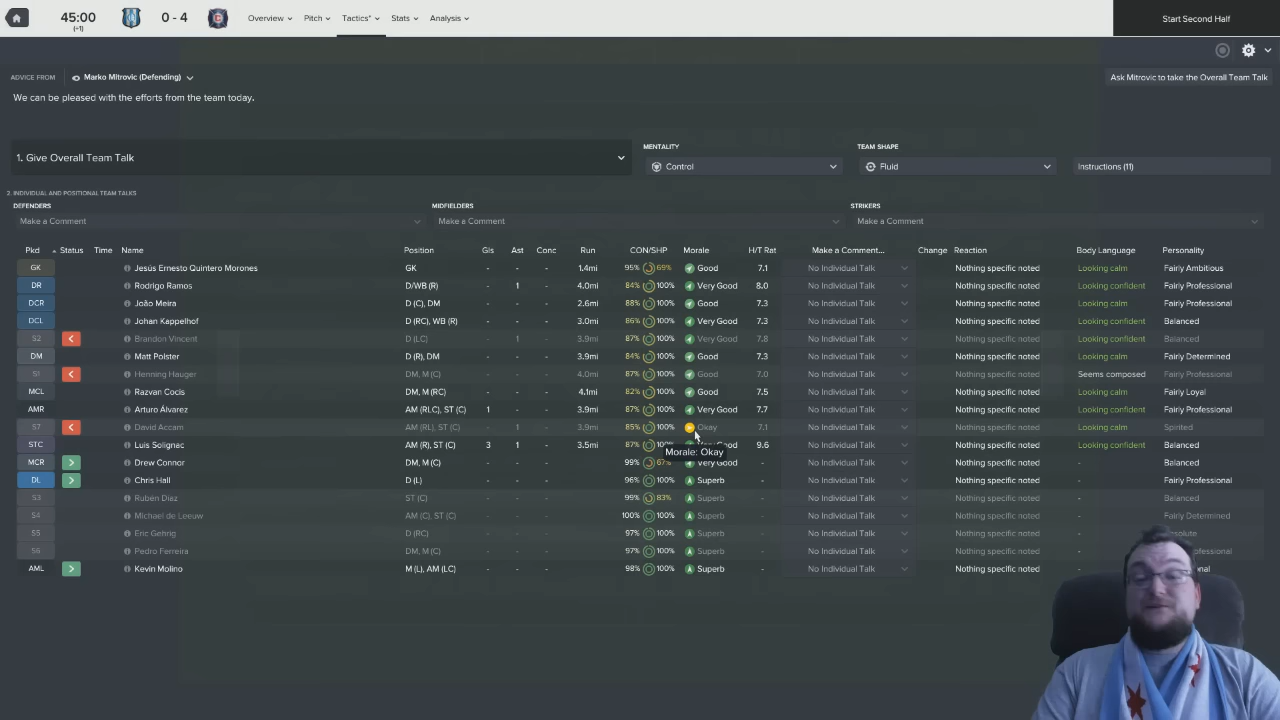 45:00 0 - 4 Overview Pitch Tactics* Stats Analysis Start Second Half
(+1)
ADVICE FROM Marko Mitrovic (Defending) Ask Mitrovic to take the Overall Team Talk
We can be pleased with the efforts from the team today.
MENTALITY TEAM SHAPE
1. Give Overall Team Talk Control Fluid Instructions (11)
2. INDIVIDUAL AND POSITIONAL TEAM TALKS
DEFENDERS MIDFIELDERS STRIKERS
Make a Comment Make a Comment Make a Comment
Pkd Status Time Name Position Gls Ast Conc Run CON/SHP Morale H/T Rat Make a Comment... Change Reaction Body Language Personality
GK Jesús Ernesto Quintero Morones GK - - - 1.4mi 95% 69% Good 7.1 No Individual Talk Nothing specific noted Looking calm Fairly Ambitious
DR Rodrigo Ramos D/WB (R) - 1 - 4.0mi 84% 100% Very Good 8.0 No Individual Talk Nothing specific noted Looking confident Fairly Professional
DCR João Meira D (C), DM - - - 2.6mi 88% 100% Good 7.3 No Individual Talk Nothing specific noted Looking calm Fairly Professional
DCL Johan Kappelhof D (RC), WB (R) - - - 3.0mi 86% 100% Very Good 7.3 No Individual Talk Nothing specific noted Looking confident Balanced
S2 Brandon Vincent D (LC) - 1 - 3.9mi 87% 100% Very Good 7.8 No Individual Talk Nothing specific noted Looking confident Balanced
DM Matt Polster D (R), DM - - - 3.9mi 84% 100% Good 7.3 No Individual Talk Nothing specific noted Looking calm Fairly Determined
S1 Henning Hauger DM, M (C) - - - 4.0mi 87% 100% Good 7.0 No Individual Talk Nothing specific noted Seems composed Fairly Professional
MCL Razvan Cocis DM, M (RC) - - - 4.1mi 82% 100% Good 7.5 No Individual Talk Nothing specific noted Looking calm Fairly Loyal
AMR Arturo Álvarez AM (RLC), ST (C) 1 - - 3.9mi 87% 100% Very Good 7.7 No Individual Talk Nothing specific noted Looking calm Fairly Professional
S7 David Accam AM (RL), ST (C) - 1 - 3.9mi 85% 100% Okay 7.1 No Individual Talk Nothing specific noted Looking calm Spirited
STC Luis Solignac AM (R), ST (C) 3 1 - 3.5mi 87% 100% Very Good 9.6 No Individual Talk Nothing specific noted Looking confident Balanced
Morale: Okay
MCR Drew Connor DM, M (C) - - - 99% 67% Very Good - No Individual Talk Nothing specific noted - Balanced
DL Chris Hall D (L) - - - 96% 100% Superb - No Individual Talk Nothing specific noted - Fairly Professional
S3 Rubén Díaz ST (C) - - - 99% 83% Superb - No Individual Talk Nothing specific noted - Balanced
S4 Michael de Leeuw AM (C), ST (C) - - - 100% 100% Superb - No Individual Talk Nothing specific noted - Fairly Determined
S5 Eric Gehrig D (RC) - - - 97% 100% Superb - No Individual Talk Nothing specific noted -
S6 Pedro Ferreira DM, M (C) - - - 97% 100% Superb - No Individual Talk Nothing specific noted -
AML Kevin Molino M (L), AM (LC) - - - 98% 100% Superb - No Individual Talk Nothing specific noted -